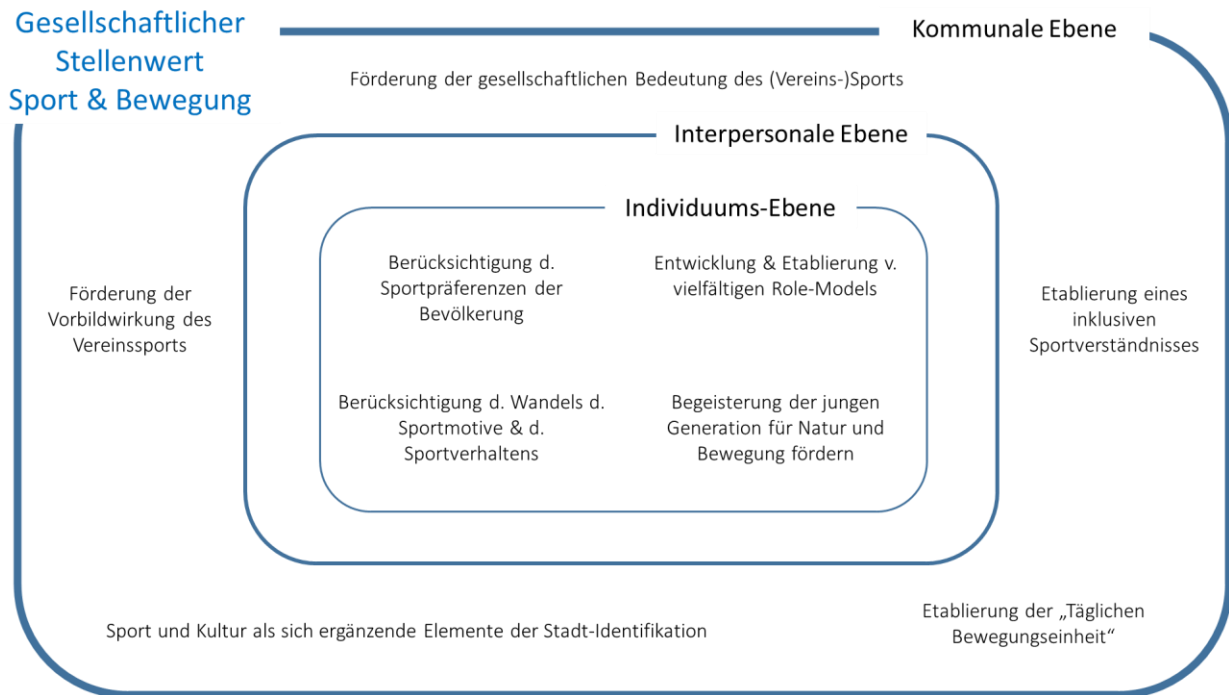 Gesellschaftlicher
Stellenwert
Sport & Bewegung
Kommunale Ebene
Förderung der gesellschaftlichen Bedeutung des (Vereins-)Sports
Interpersonale Ebene
Individuums-Ebene
Berücksichtigung d.
Sportpräferenzen der
Bevölkerung
Entwicklung & Etablierung v.
vielfältigen Role-Models
Förderung der
Vorbildwirkung des
Vereinssports
Etablierung eines
inklusiven
Sportverständnisses
Berücksichtigung d. Wandels d.
Sportmotive & d.
Sportverhaltens
Begeisterung der jungen
Generation für Natur und
Bewegung fördern
Sport und Kultur als sich ergänzende Elemente der Stadt-Identifikation
Etablierung der „Täglichen
Bewegungseinheit“